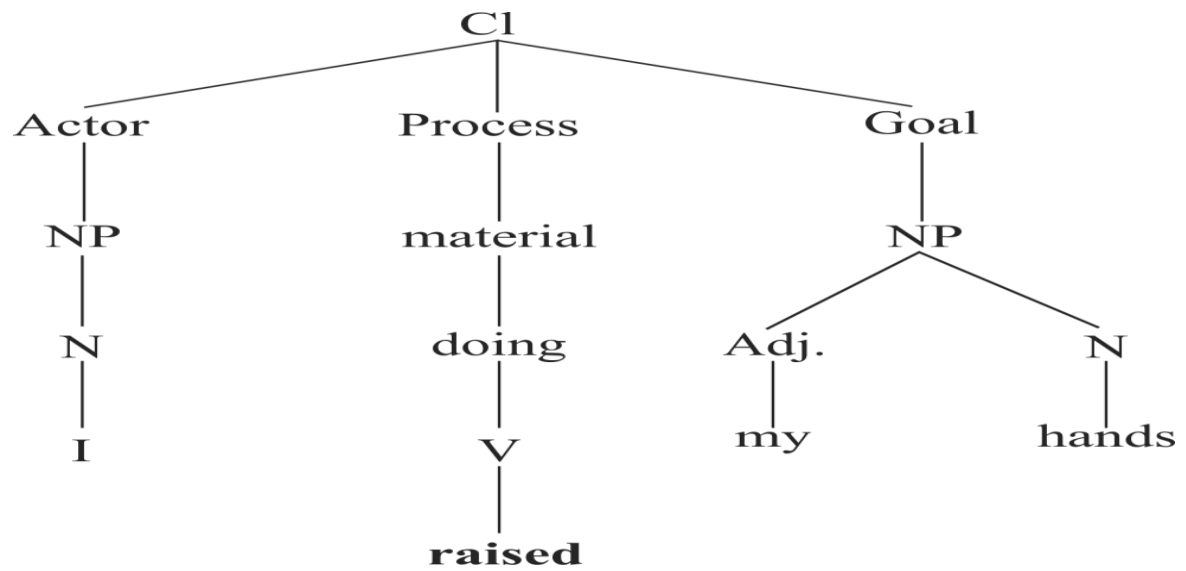 Cl
Actor Process Goal
NP material NP
N doing Adj. N
I V my hands
raised